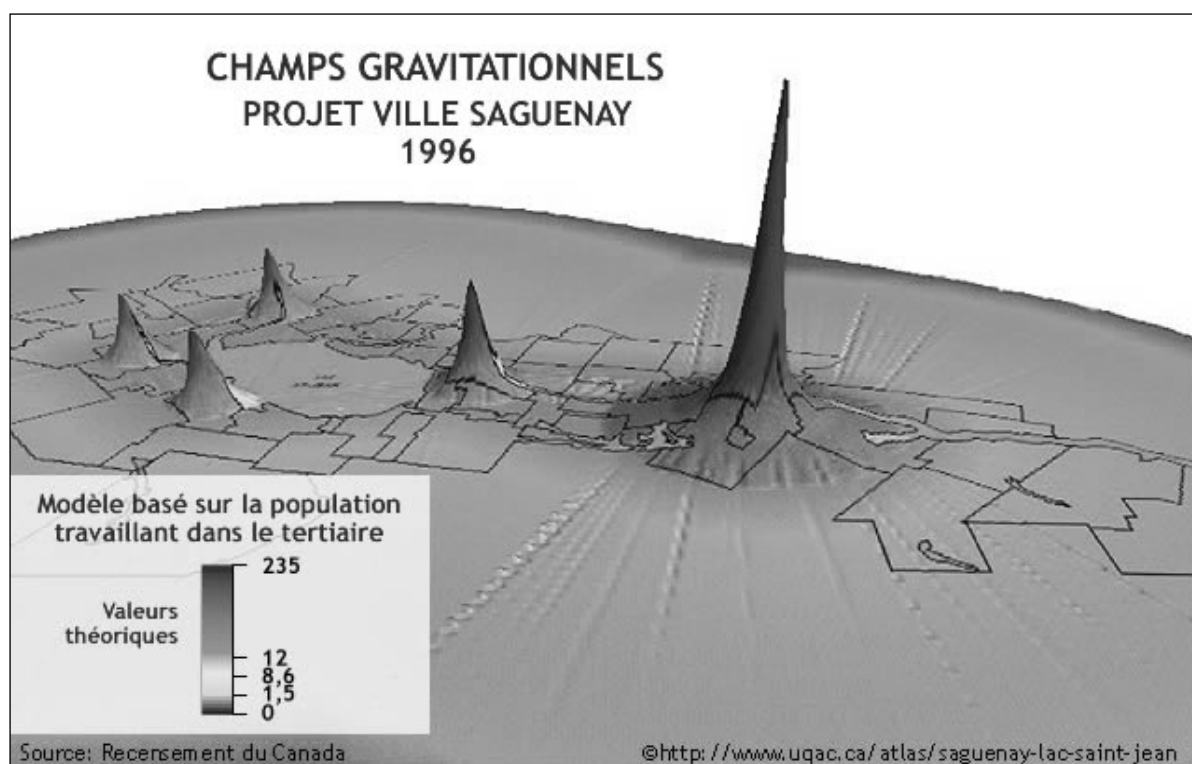 CHAMPS GRAVITATIONNELS
PROJET VILLE SAGUENAY
1996
Modèle basé sur la population
travaillant dans le tertiaire
Valeurs
théoriques
235
12
8,6
1,5
0
Source: Recensement du Canada
©http://www.uqac.ca/atlas/saguenay-lac-saint-jean